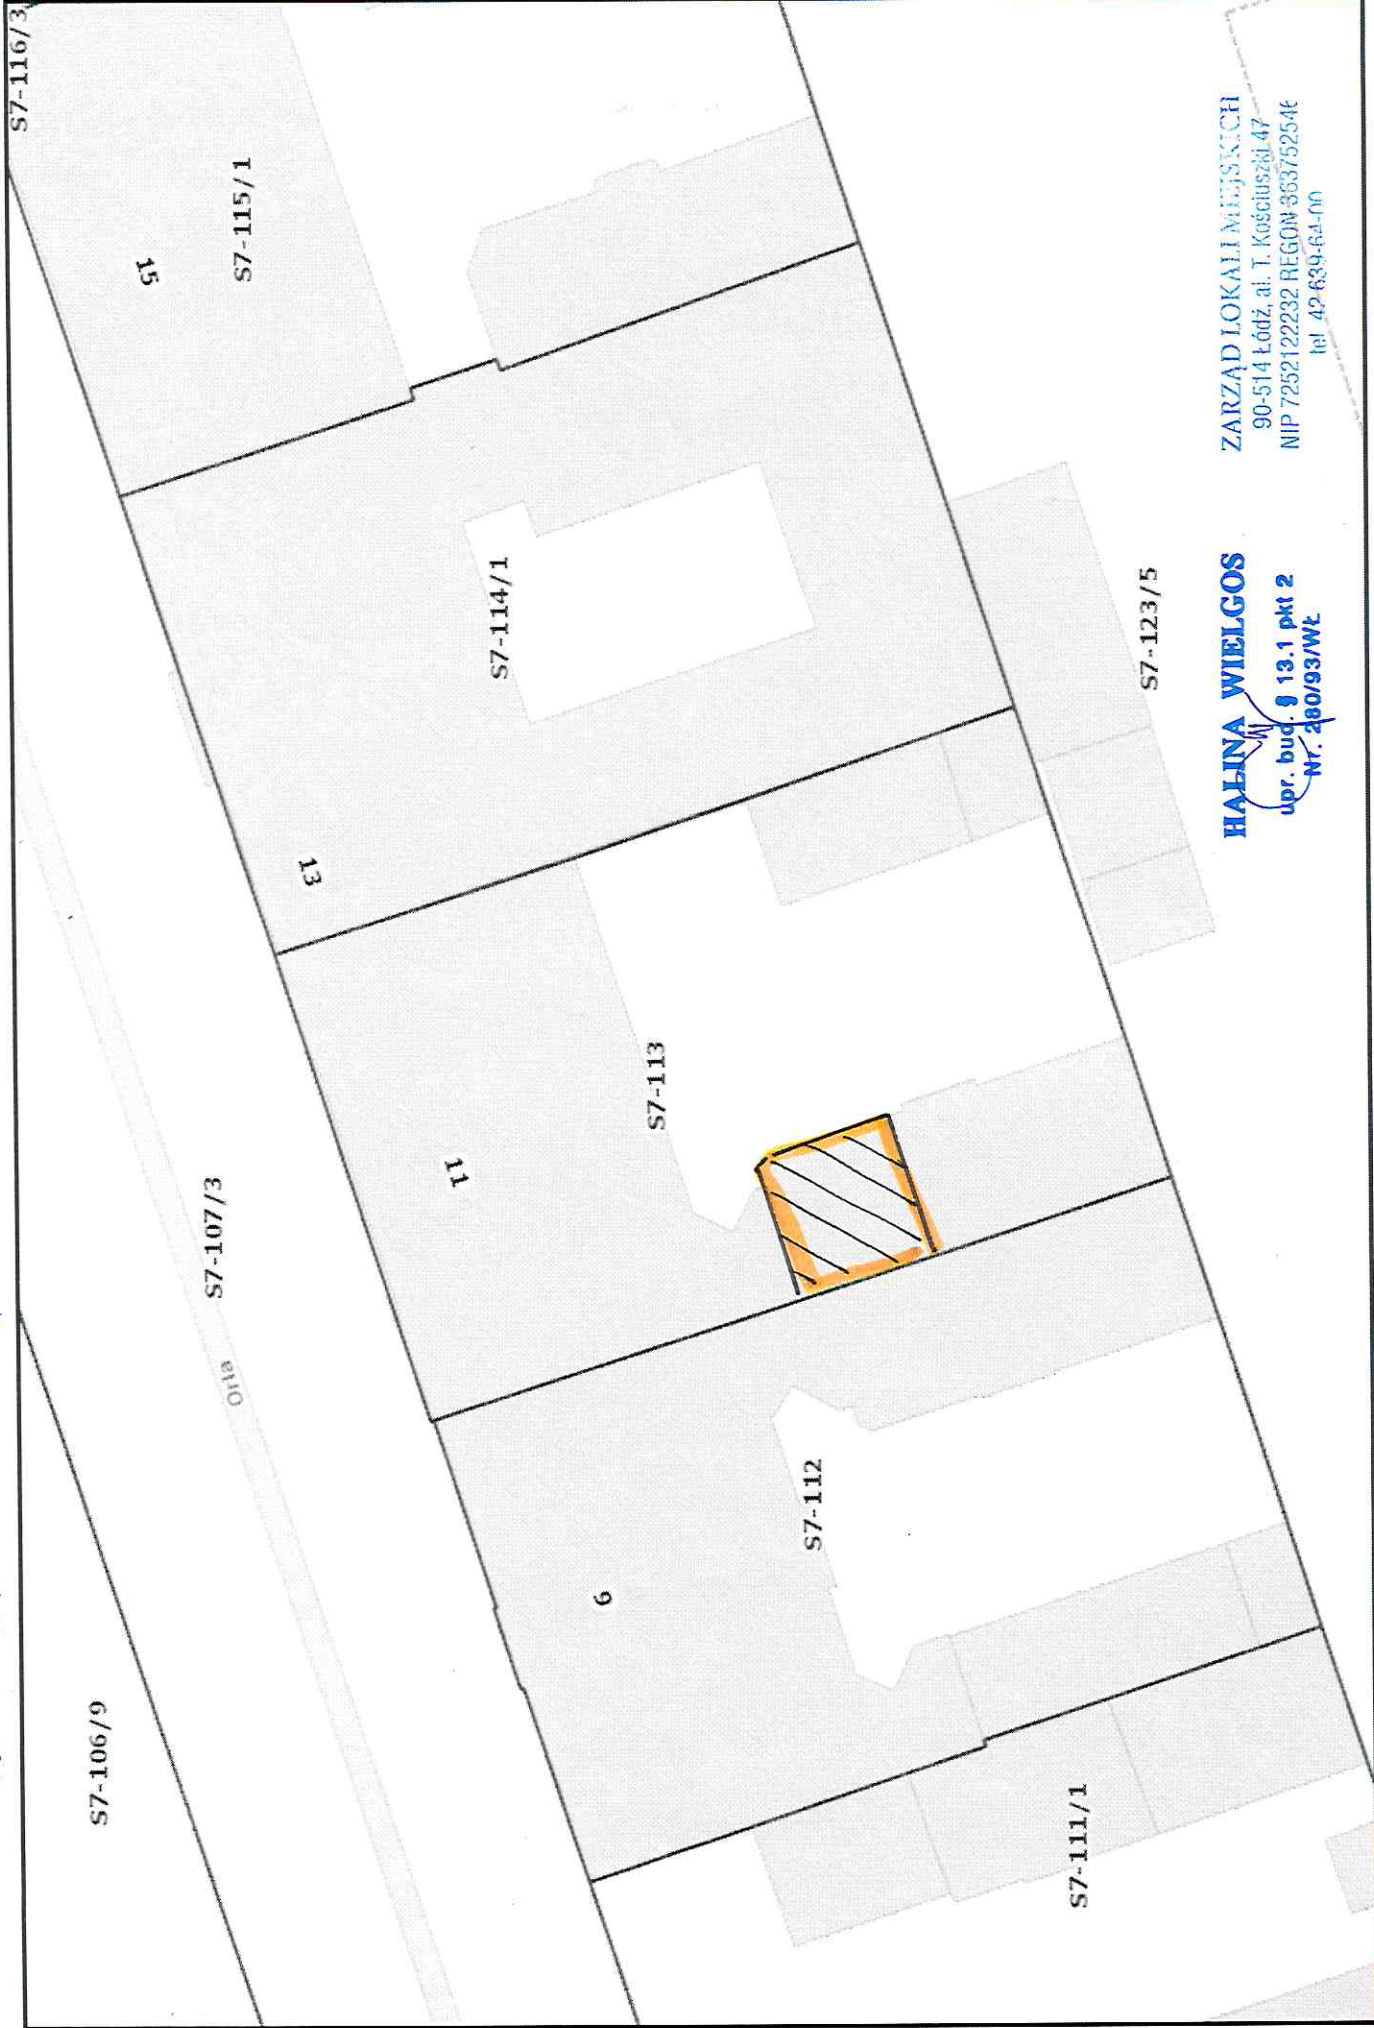 S7-116/3
S7-115/1
15
S7-114/1
13
S7-113
11
S7-107/3
Orla
S7-106/9
S7-112
9
S7-111/1
S7-123/5
ZARZĄD LOKALI MIEJSKICH
90-514 Łódź, al. T. Kościuszki 47
NIP 7252122232 REGON 363752546
tel. 42 639-64-00
HALINA WIELGOS
upr. bud. § 13.1 pkt 2
Nr. 280/93/WŁ